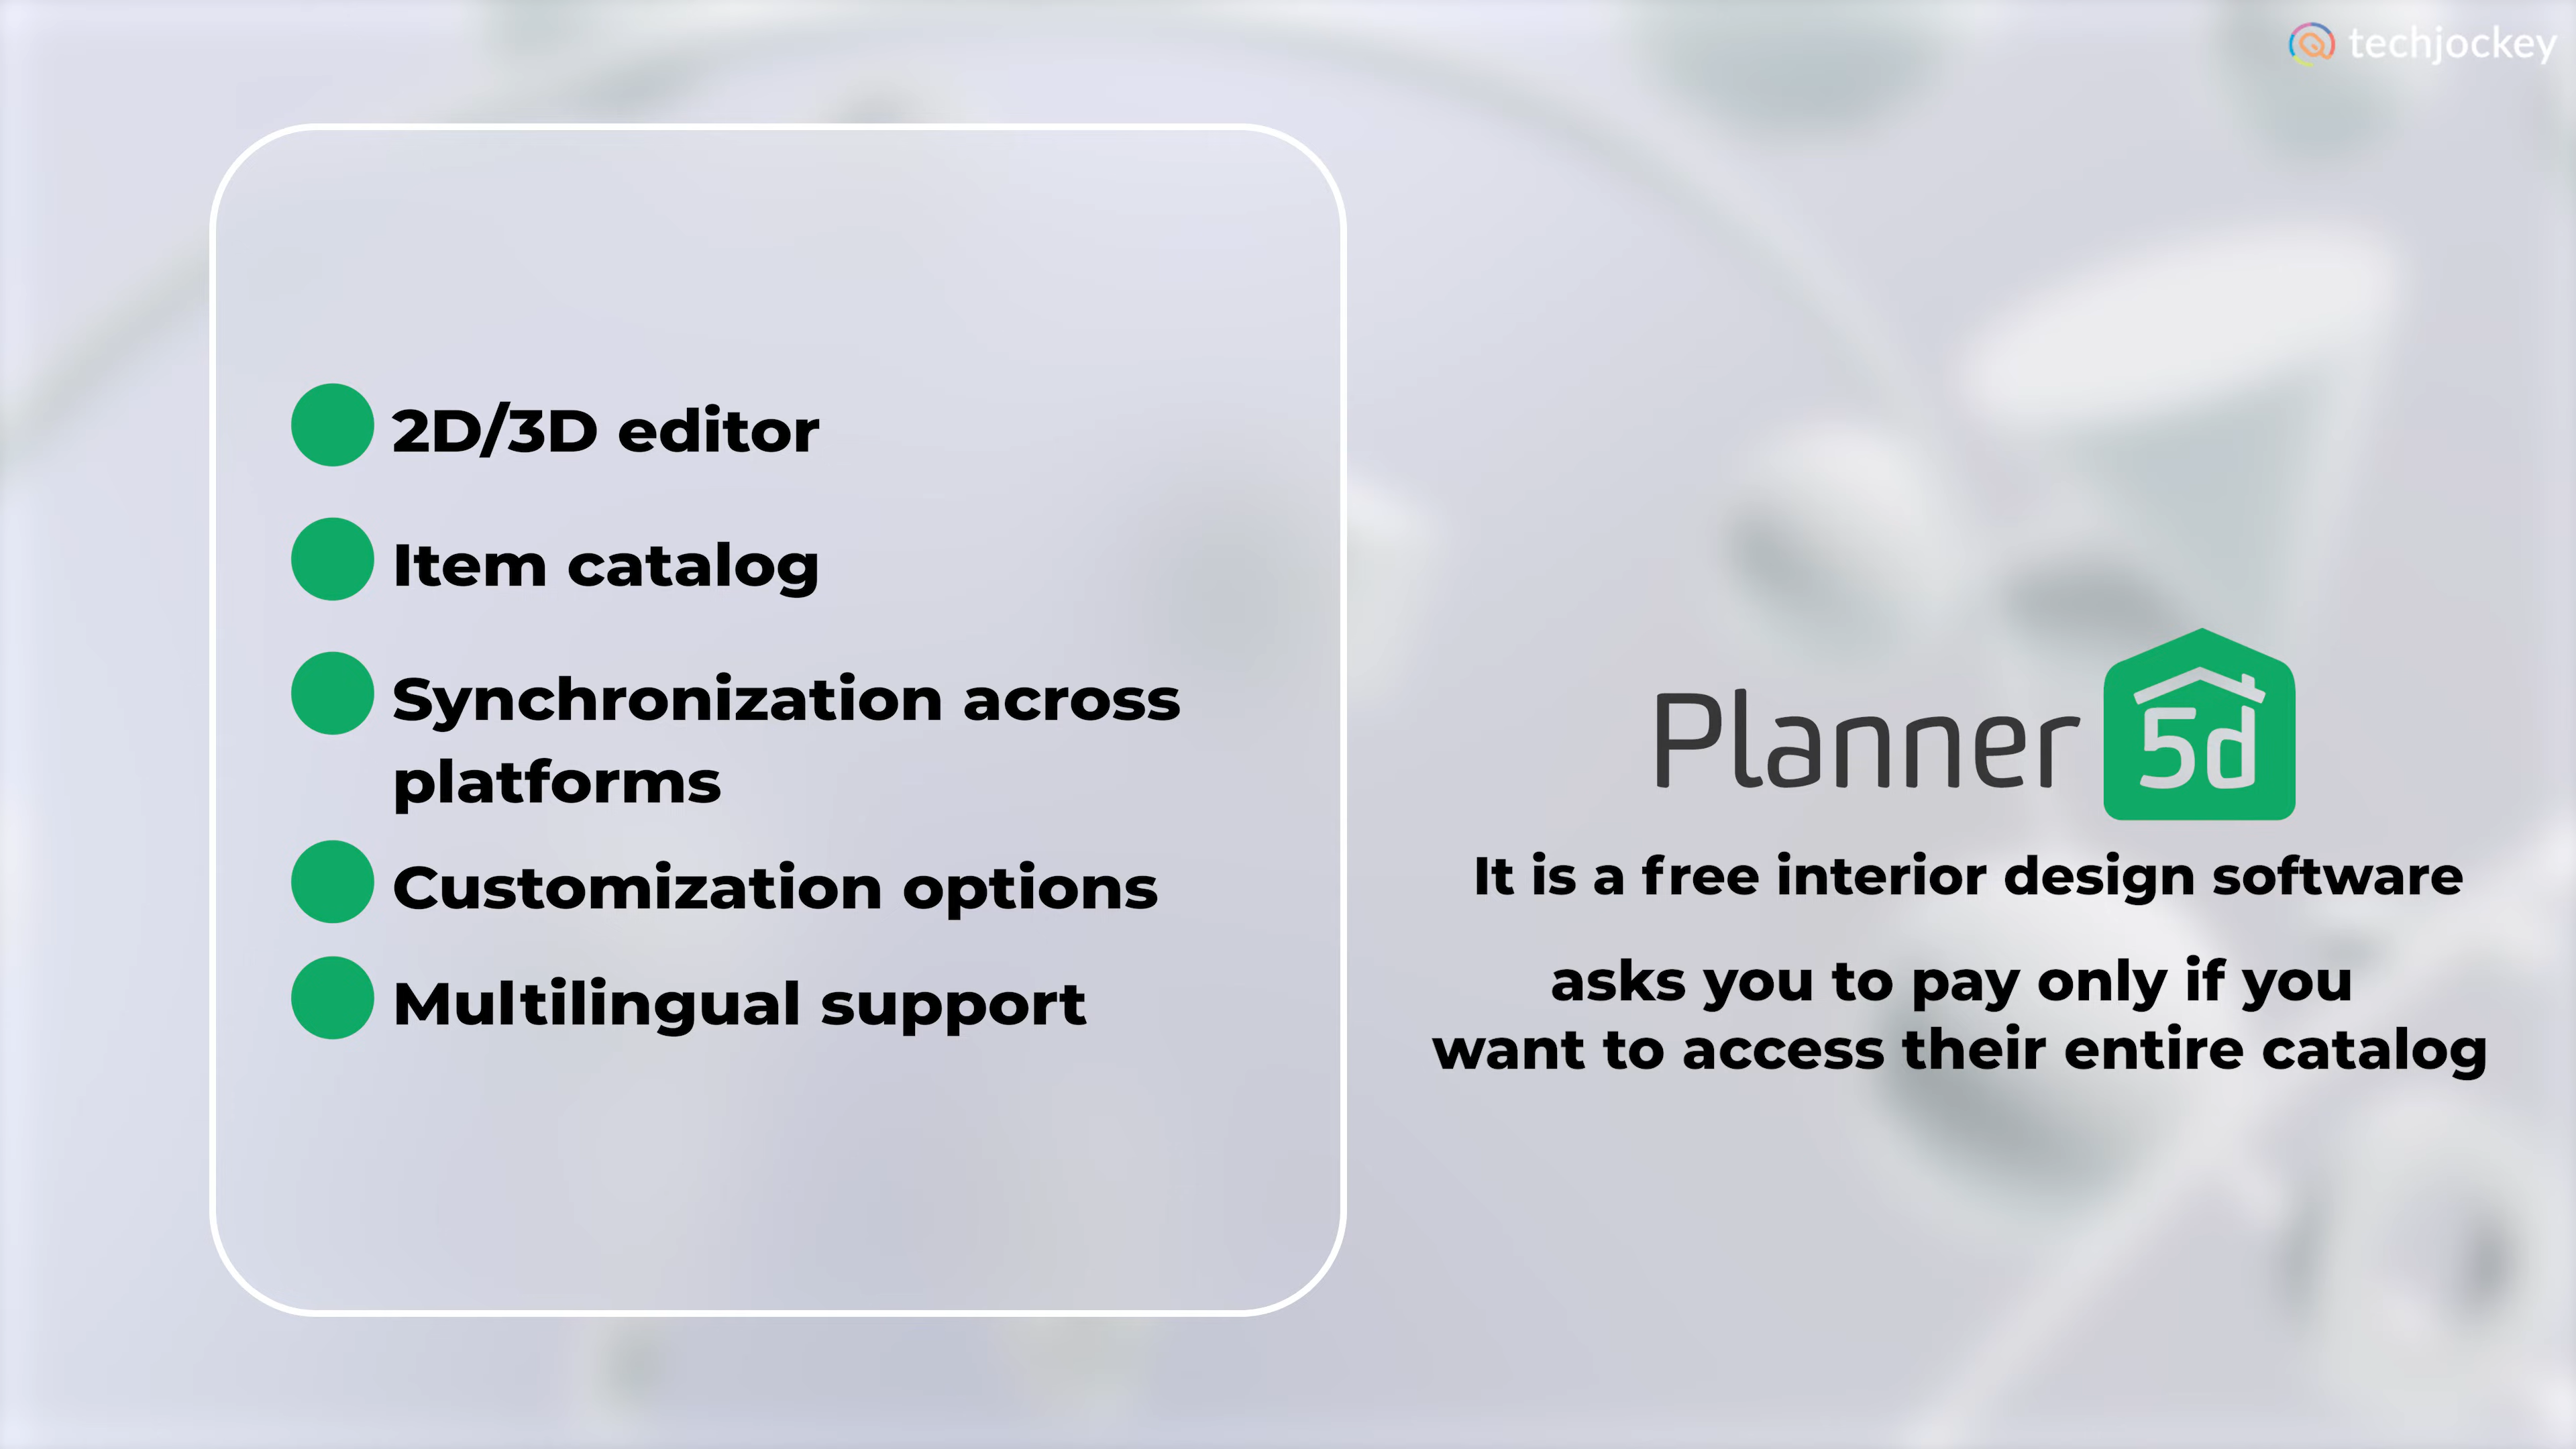 techjockey
2D/3D editor
Item catalog
Synchronization across
platforms
Customization options
Multilingual support
Planner 5d
It is a free interior design software
asks you to pay only if you
want to access their entire catalog